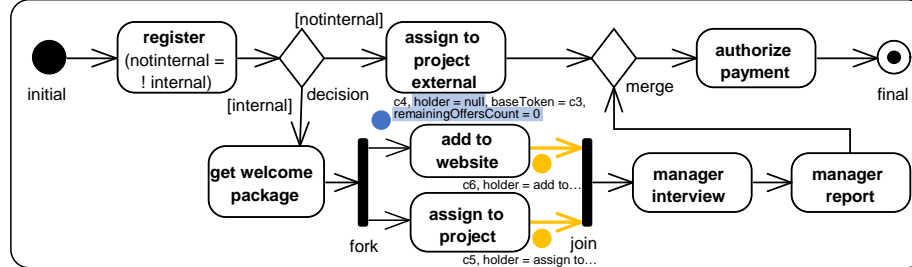 [notinternal]
register
(notinternal =
! internal)
assign to
project
external
authorize
payment
initial
[internal]
decision
merge
final
c4, holder = null, baseToken = c3,
remainingOffersCount = 0
get welcome
package
add to
website
c6, holder = add to…
manager
interview
manager
report
assign to
project
fork
join
c5, holder = assign to…